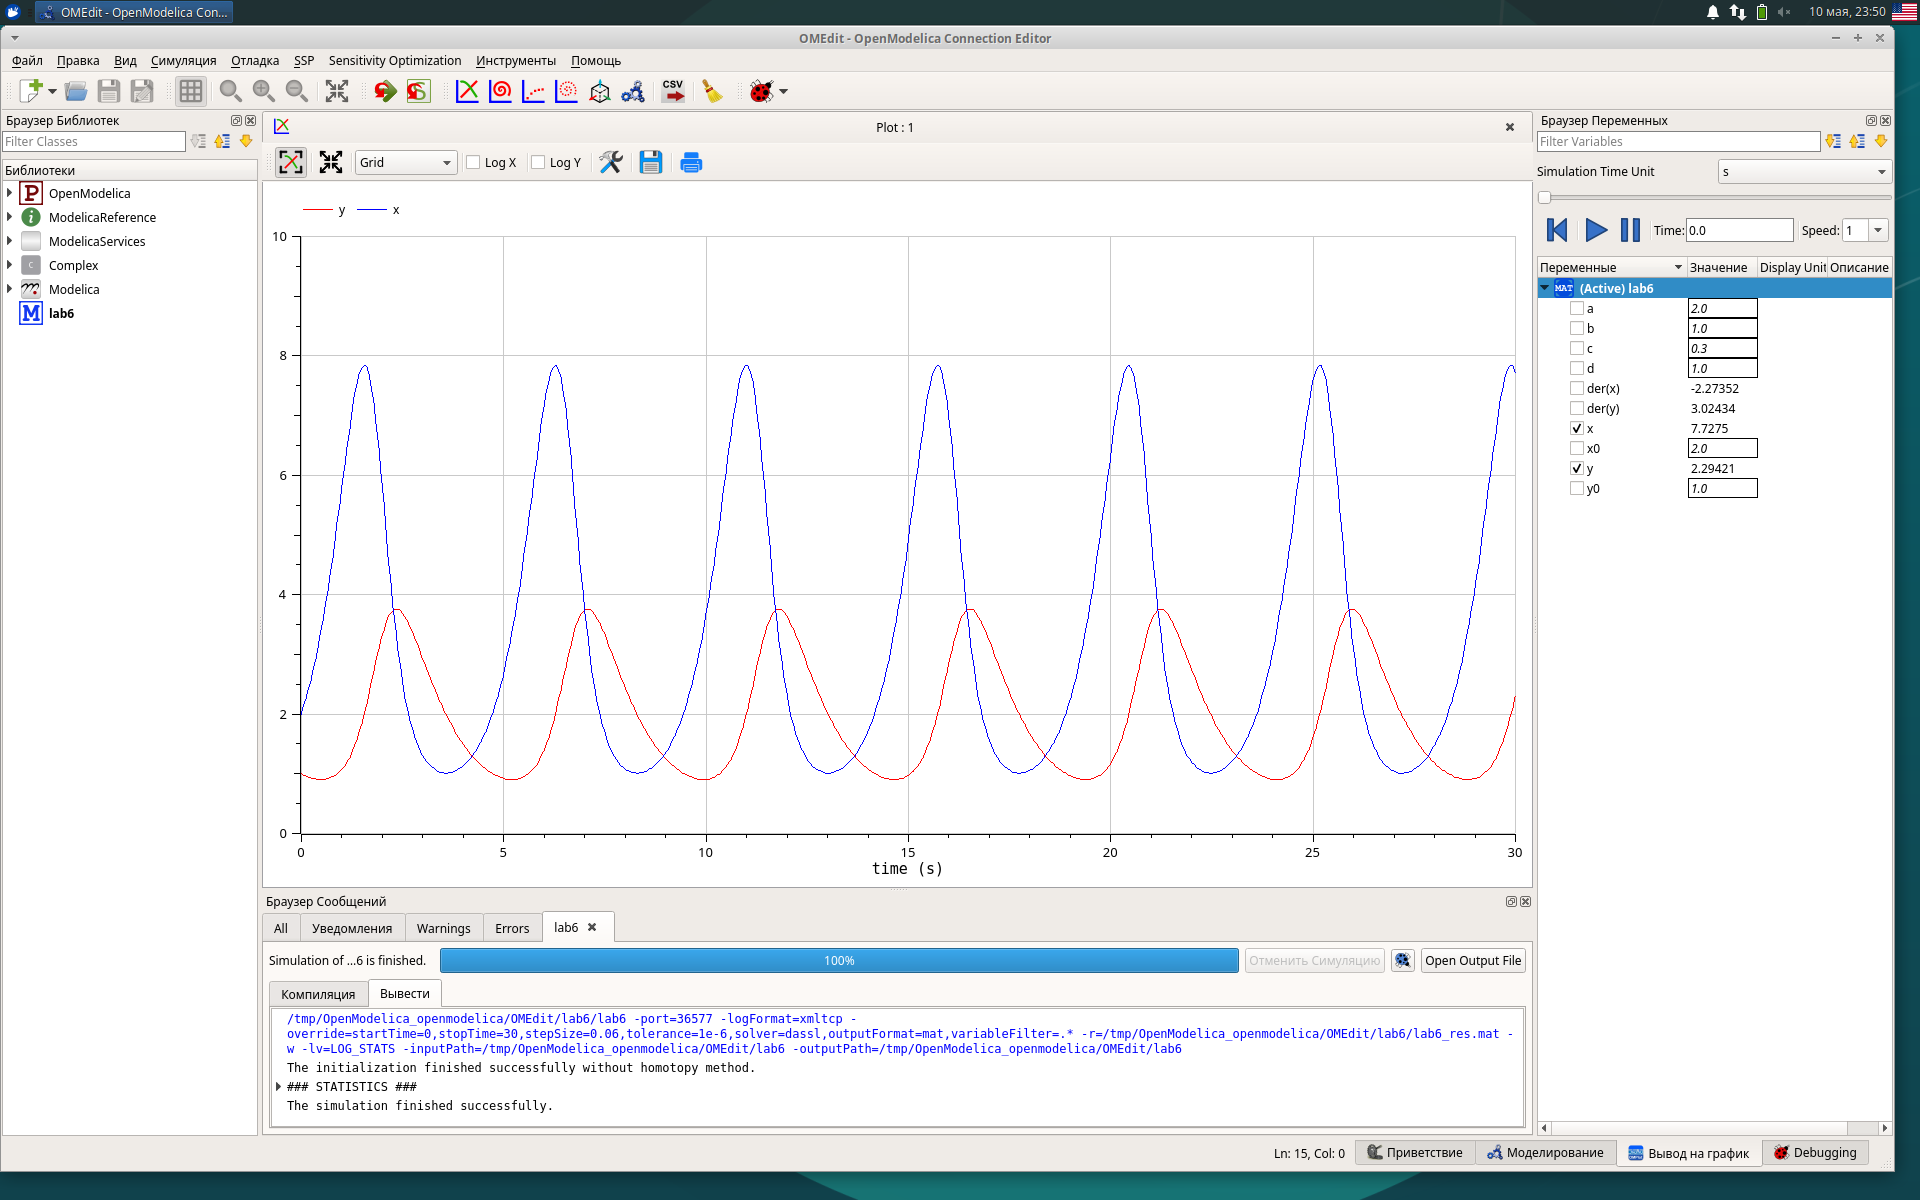 OMEdit - OpenModelica Con...
10 мая, 23:50
OMEdit - OpenModelica Connection Editor
Файл Правка Вид Симуляция Отладка SSP Sensitivity Optimization Инструменты Помощь
CSV
Браузер Библиотек
Filter Classes
Библиотеки
P OpenModelica
i ModelicaReference
ModelicaServices
C Complex
Modelica
M lab6
Plot : 1
Grid Log X Log Y
y x
10
8
6
4
2
0
0 5 10 15 20 25 30
time (s)
Браузер Сообщений
All Уведомления Warnings Errors lab6
Simulation of ...6 is finished. 100% Отменить Симуляцию Open Output File
Компиляция Вывести
/tmp/OpenModelica_openmodelica/OMEdit/lab6/lab6 -port=36577 -logFormat=xmltcp -
override=startTime=0,stopTime=30,stepSize=0.06,tolerance=1e-6,solver=dassl,outputFormat=mat,variableFilter=.* -r=/tmp/OpenModelica_openmodelica/OMEdit/lab6/lab6_res.mat -
w -lv=LOG_STATS -inputPath=/tmp/OpenModelica_openmodelica/OMEdit/lab6 -outputPath=/tmp/OpenModelica_openmodelica/OMEdit/lab6
The initialization finished successfully without homotopy method.
### STATISTICS ###
The simulation finished successfully.
Браузер Переменных
Filter Variables
Simulation Time Unit s
Time: 0.0 Speed: 1
Переменные Значение Display Unit Описание
MAT (Active) lab6
a 2.0
b 1.0
c 0.3
d 1.0
der(x) -2.27352
der(y) 3.02434
x 7.7275
x0 2.0
y 2.29421
y0 1.0
Ln: 15, Col: 0 Приветствие Моделирование Вывод на график Debugging